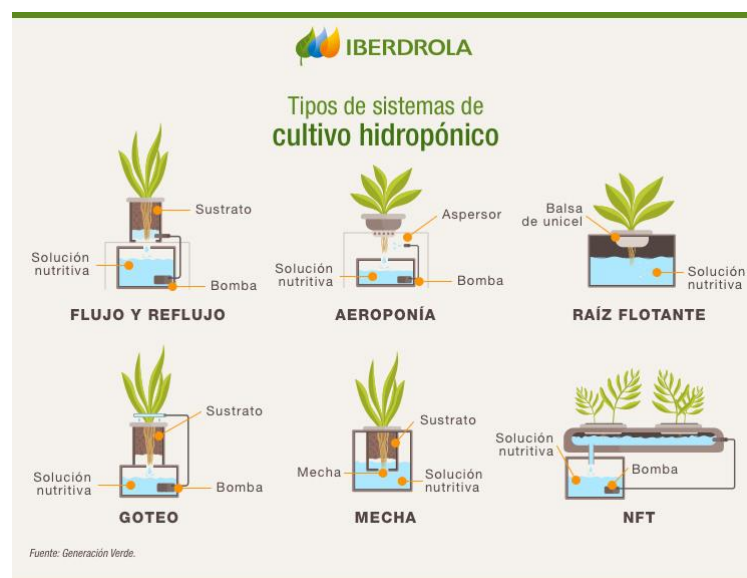 IBERDROLA
Tipos de sistemas de
cultivo hidropónico
Sustrato
Solución
nutritiva
Bomba
FLUJO Y REFLUJO
Aspersor
Solución
nutritiva
Bomba
AEROPONÍA
Balsa
de unicel
Solución
nutritiva
RAÍZ FLOTANTE
Sustrato
Solución
nutritiva
Bomba
GOTEO
Sustrato
Mecha
Solución
nutritiva
MECHA
Solución
nutritiva
Bomba
NFT
Fuente: Generación Verde.